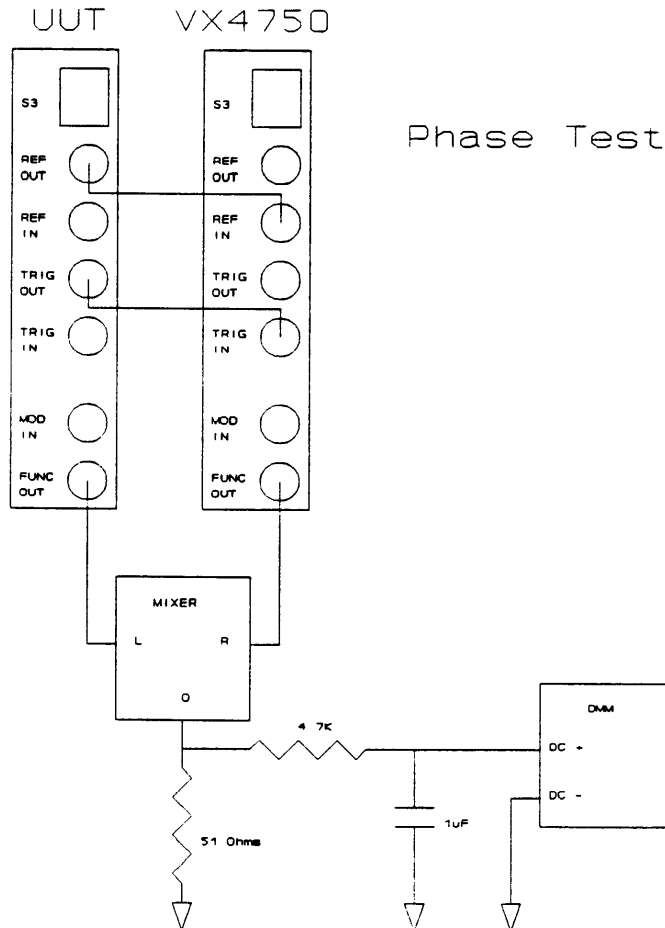 UUT VX4750
Phase Test
S3
REF
OUT
REF
IN
TRIG
OUT
TRIG
IN
MOD
IN
FUNC
OUT
S3
REF
OUT
REF
IN
TRIG
OUT
TRIG
IN
MOD
IN
FUNC
OUT
MIXER
L R
O
4 7K
51 Ohms
1uF
DMM
DC +
DC -